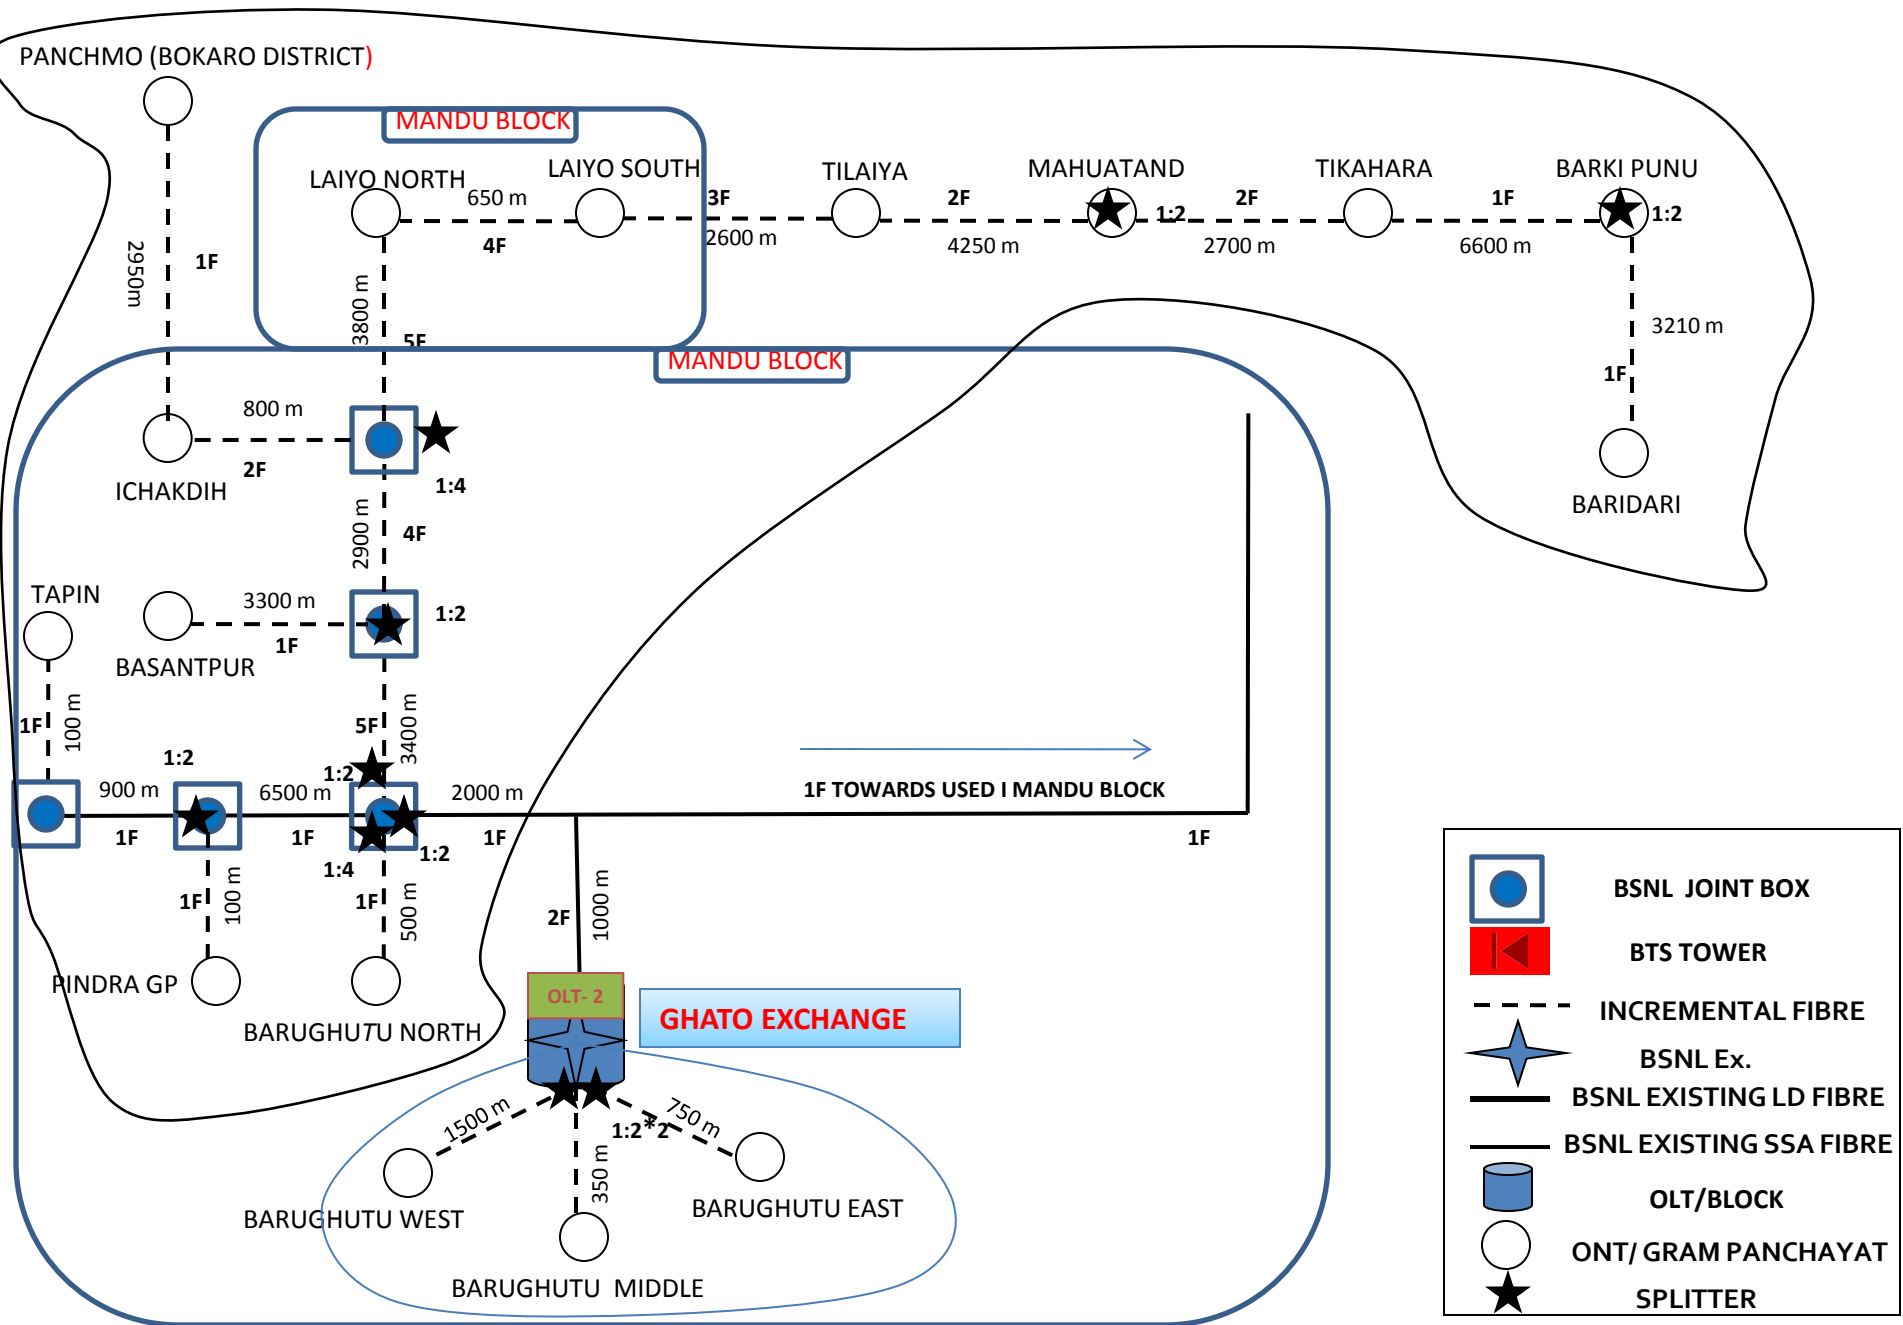 PANCHMO (BOKARO DISTRICT)
MANDU BLOCK
LAIYO NORTH
650 m
4F
LAIYO SOUTH
3F
2600 m
TILAIYA
2F
4250 m
MAHUATAND
1:2
2F
2700 m
TIKAHARA
1F
6600 m
BARKI PUNU
1:2
2950m
1F
3800 m
5F
3210 m
1F
BARIDARI
MANDU BLOCK
800 m
2F
ICHAKDIH
1:4
2900 m
4F
TAPIN
3300 m
1F
BASANTPUR
1:2
1F
100 m
5F
3400 m
1:2
1:2
900 m
1F
6500 m
1F
2000 m
1F
1:4
1:2
1F TOWARDS USED I MANDU BLOCK
1F
1F
100 m
1F
500 m
2F
1000 m
PINDRA GP
BARUGHUTU NORTH
OLT- 2
GHATO EXCHANGE
1500 m
350 m
1:2*2
750 m
BARUGHUTU WEST
BARUGHUTU EAST
BARUGHUTU MIDDLE
BSNL JOINT BOX
BTS TOWER
INCREMENTAL FIBRE
BSNL Ex.
BSNL EXISTING LD FIBRE
BSNL EXISTING SSA FIBRE
OLT/BLOCK
ONT/ GRAM PANCHAYAT
SPLITTER